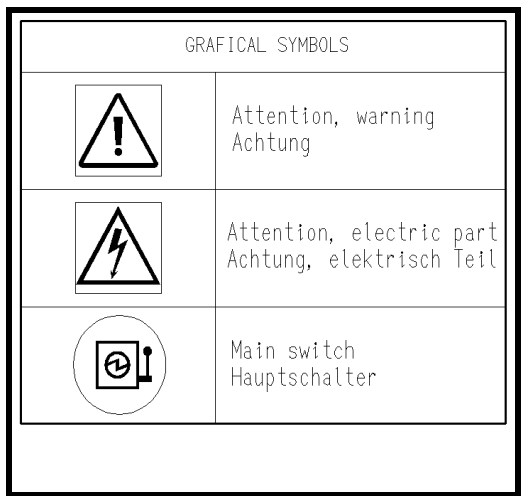 GRAFICAL SYMBOLS
Attention, warning
Achtung
Attention, electric part
Achtung, elektrisch Teil
Main switch
Hauptschalter